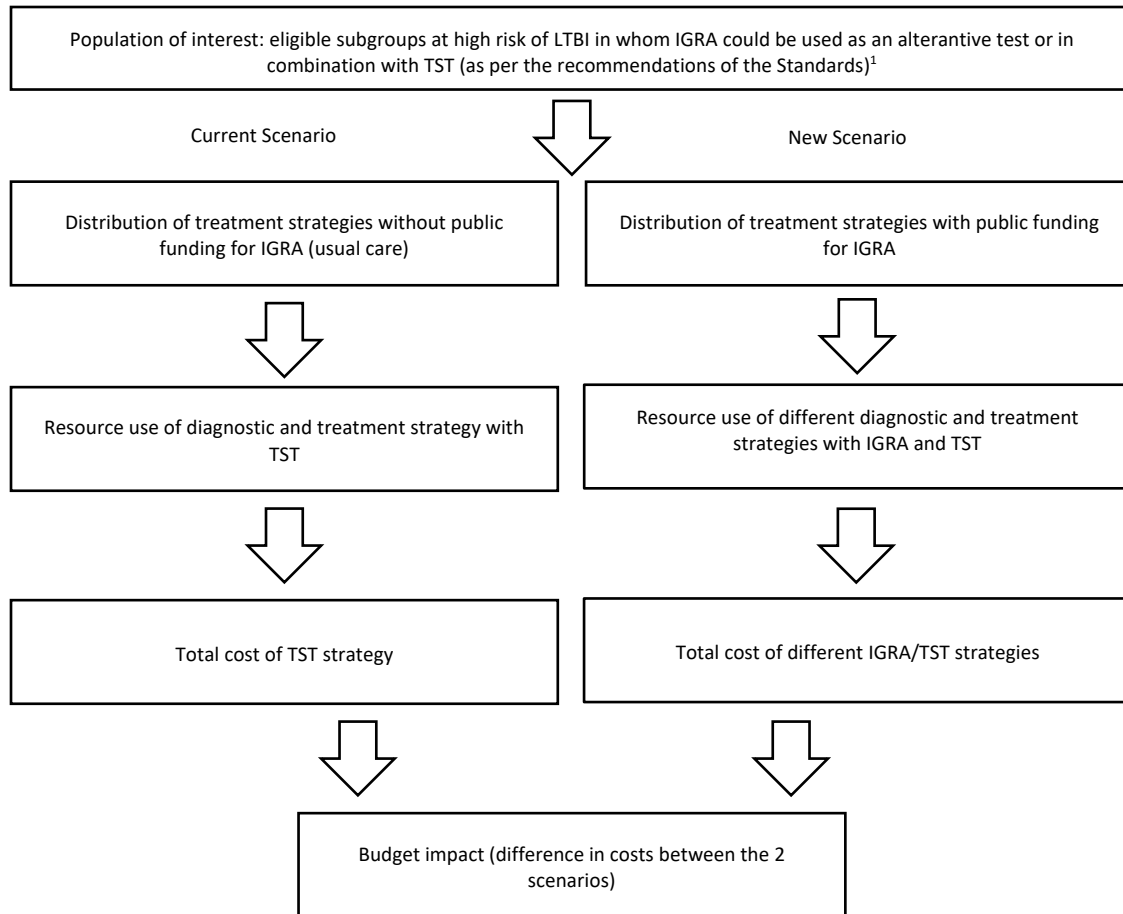 Population of interest: eligible subgroups at high risk of LTBI in whom IGRA could be used as an alterantive test or in
combination with TST (as per the recommendations of the Standards)1
Current Scenario
New Scenario
Distribution of treatment strategies without public
funding for IGRA (usual care)
Distribution of treatment strategies with public funding
for IGRA
Resource use of diagnostic and treatment strategy with
TST
Resource use of different diagnostic and treatment
strategies with IGRA and TST
Total cost of TST strategy
Total cost of different IGRA/TST strategies
Budget impact (difference in costs between the 2
scenarios)